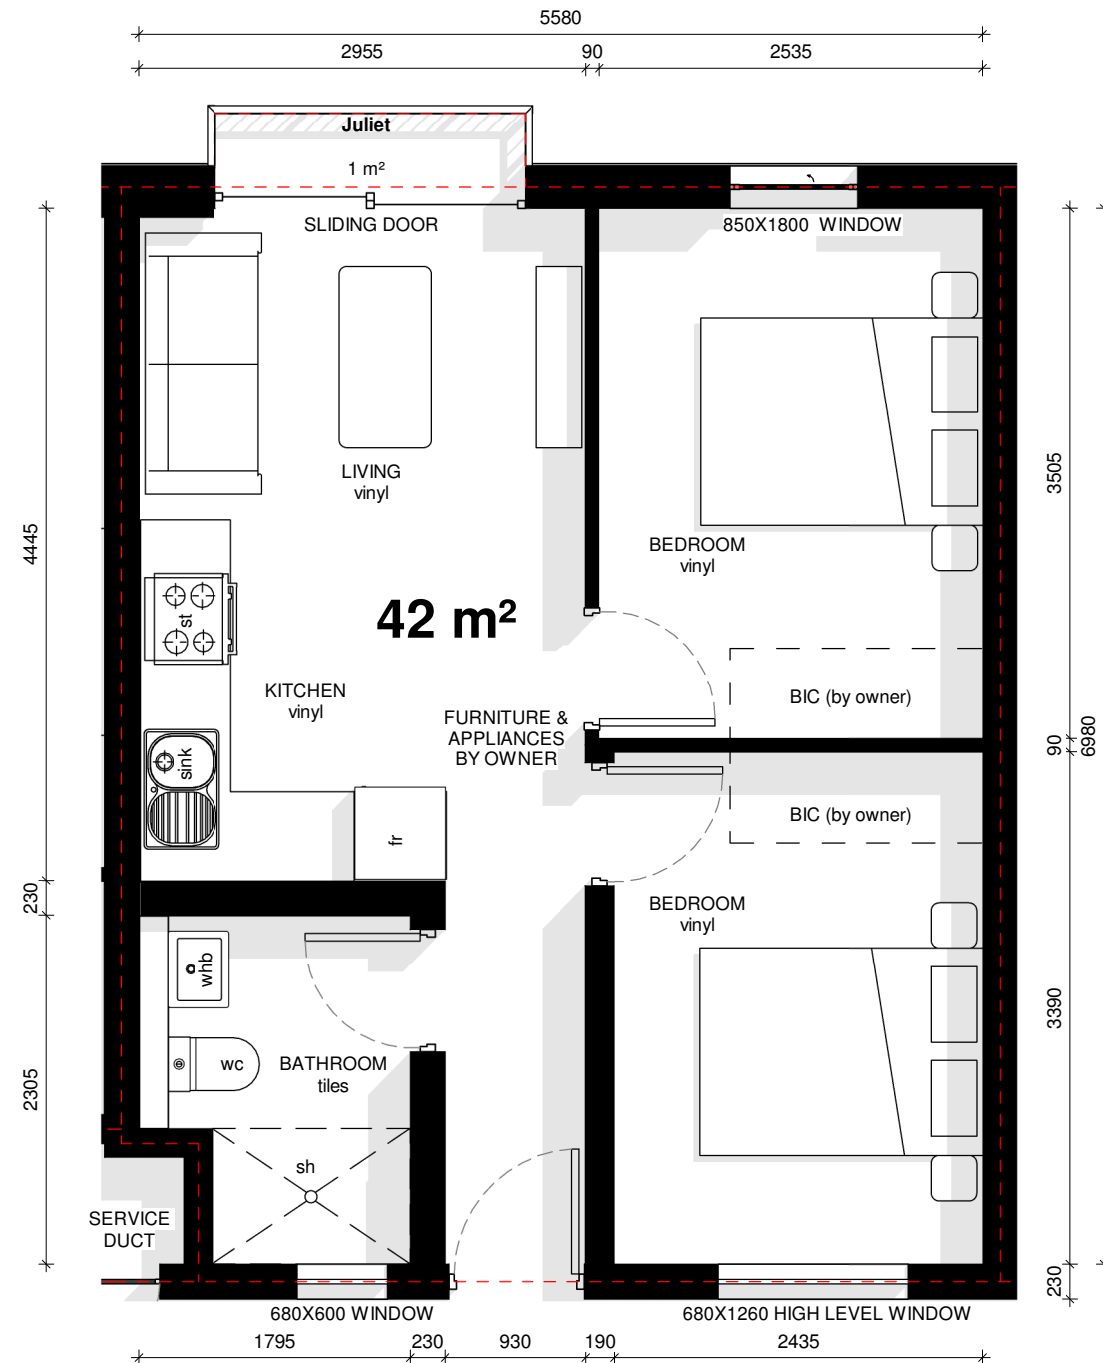 5580
2955
90
2535
Juliet
1 m²
SLIDING DOOR
850X1800 WINDOW
LIVING
vinyl
4445
3505
BEDROOM
vinyl
st
42 m²
KITCHEN
vinyl
BIC (by owner)
FURNITURE &
APPLIANCES
BY OWNER
90
6980
sink
BIC (by owner)
fr
230
BEDROOM
vinyl
whb
3390
wc
BATHROOM
tiles
2305
sh
SERVICE
DUCT
230
680X600 WINDOW
680X1260 HIGH LEVEL WINDOW
1795
230
930
190
2435